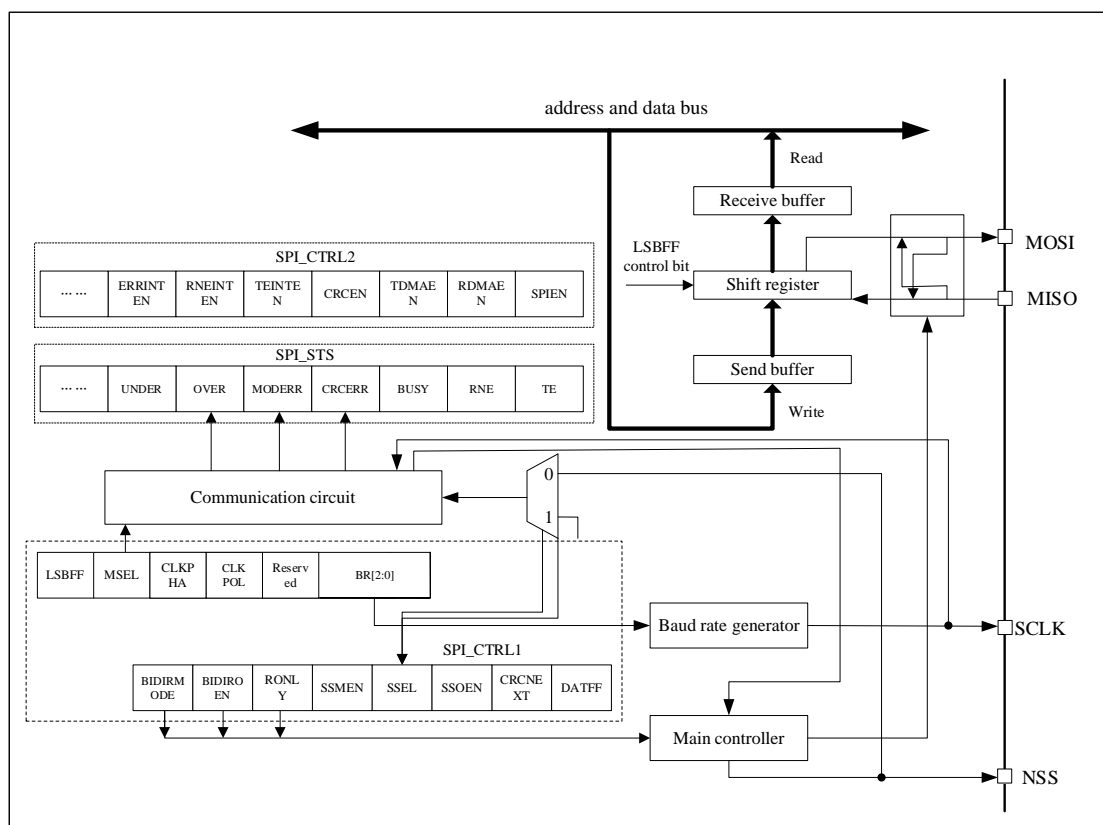 address and data bus
Read
Receive buffer
LSBFF
control bit
Shift register
MOSI
MISO
SPI_CTRL2
... ...
ERRINT
EN
RNEINT
EN
TEINTE
N
CRCEN
TDMAE
N
RDMAE
N
SPIEN
SPI_STS
... ...
UNDER
OVER
MODERR
CRCERR
BUSY
RNE
TE
Send buffer
Write
Communication circuit
0
1
LSBFF
MSEL
CLKP
HA
CLK
POL
Reserv
ed
BR[2:0]
Baud rate generator
SCLK
SPI_CTRL1
BIDIRM
ODE
BIDIRO
EN
RONL
Y
SSMEN
SSEL
SSOEN
CRCNE
XT
DATFF
Main controller
NSS